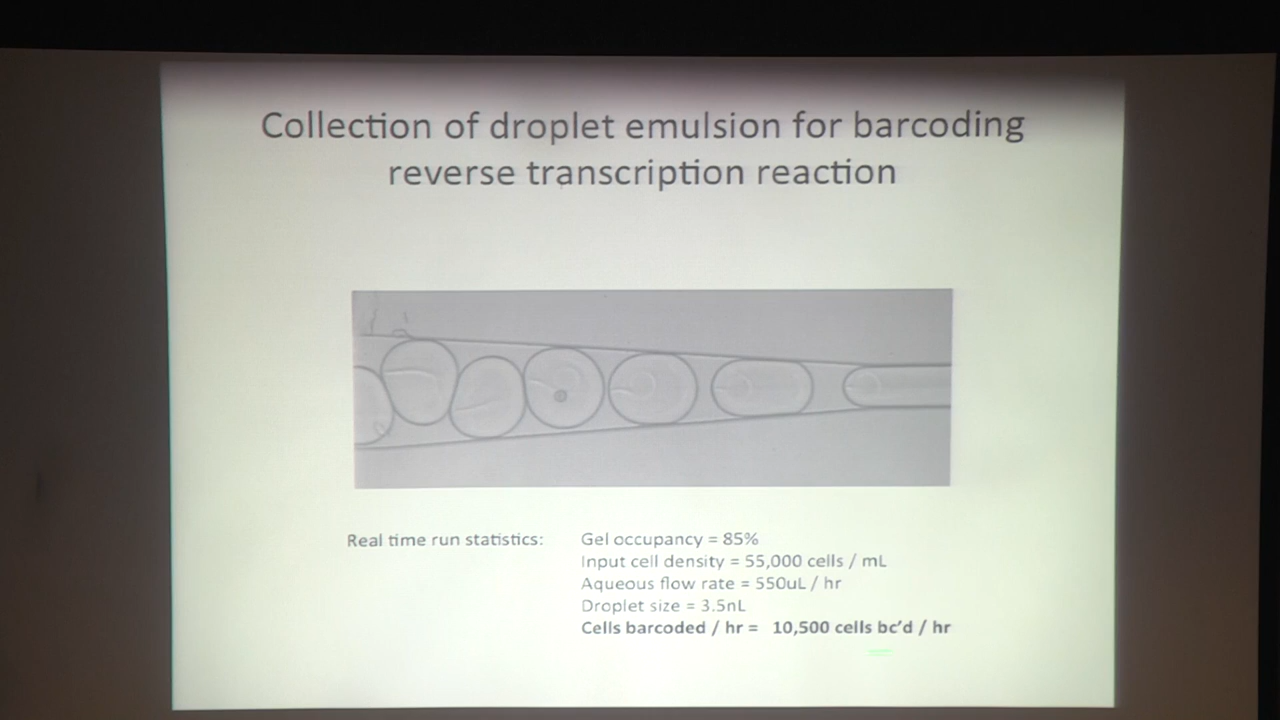 Collection of droplet emulsion for barcoding
reverse transcription reaction
Real time run statistics:
Gel occupancy = 85%
Input cell density = 55,000 cells / mL
Aqueous flow rate = 550uL / hr
Droplet size = 3.5nL
Cells barcoded / hr = 10,500 cells bc’d / hr